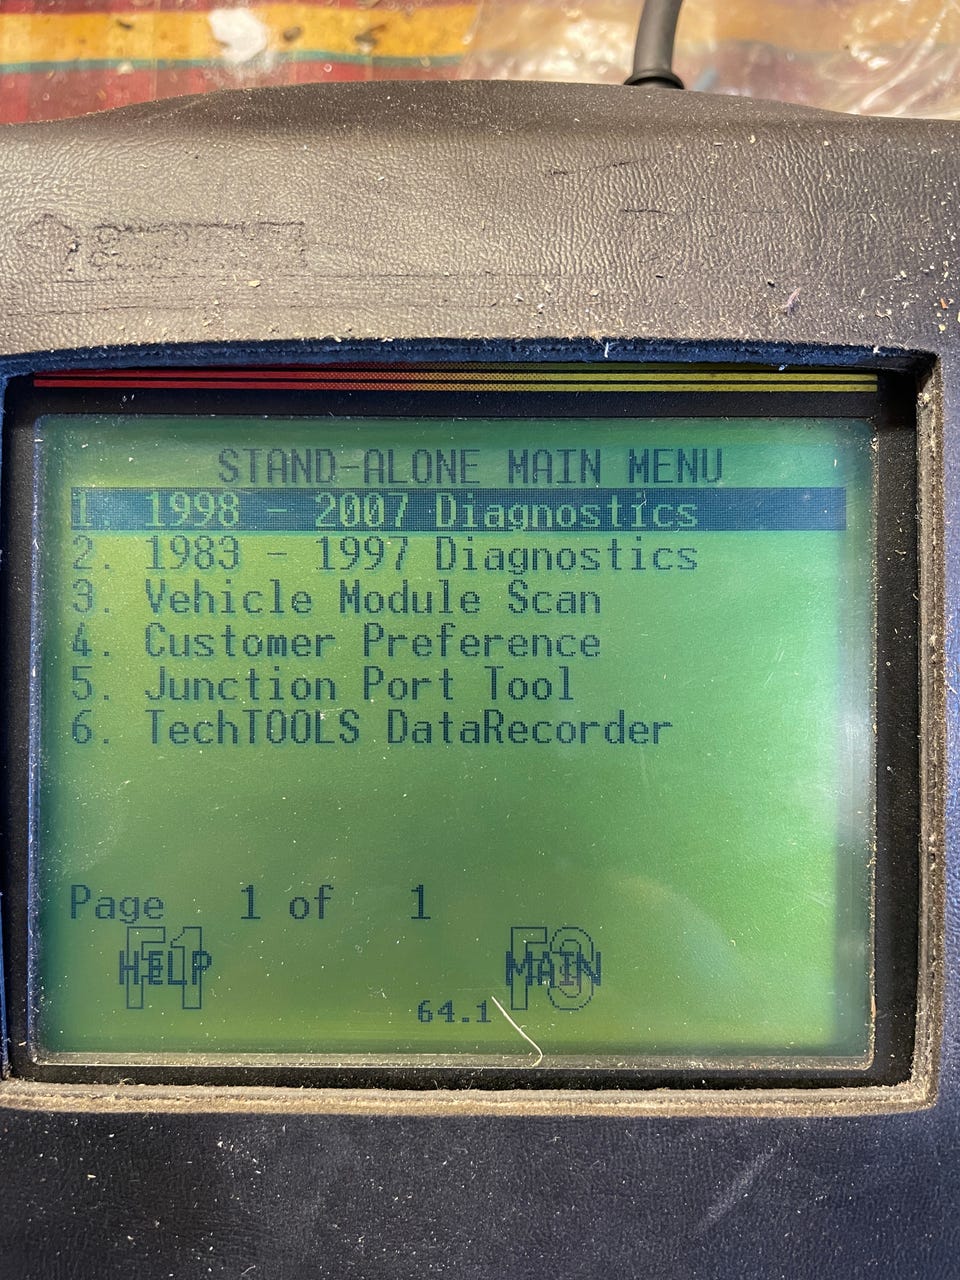 STAND-ALONE MAIN MENU
1. 1998 - 2007 Diagnostics
2. 1983 - 1997 Diagnostics
3. Vehicle Module Scan
4. Customer Preference
5. Junction Port Tool
6. TechTOOLS DataRecorder
Page 1 of 1
F1 HELP F0 MAIN
64.1